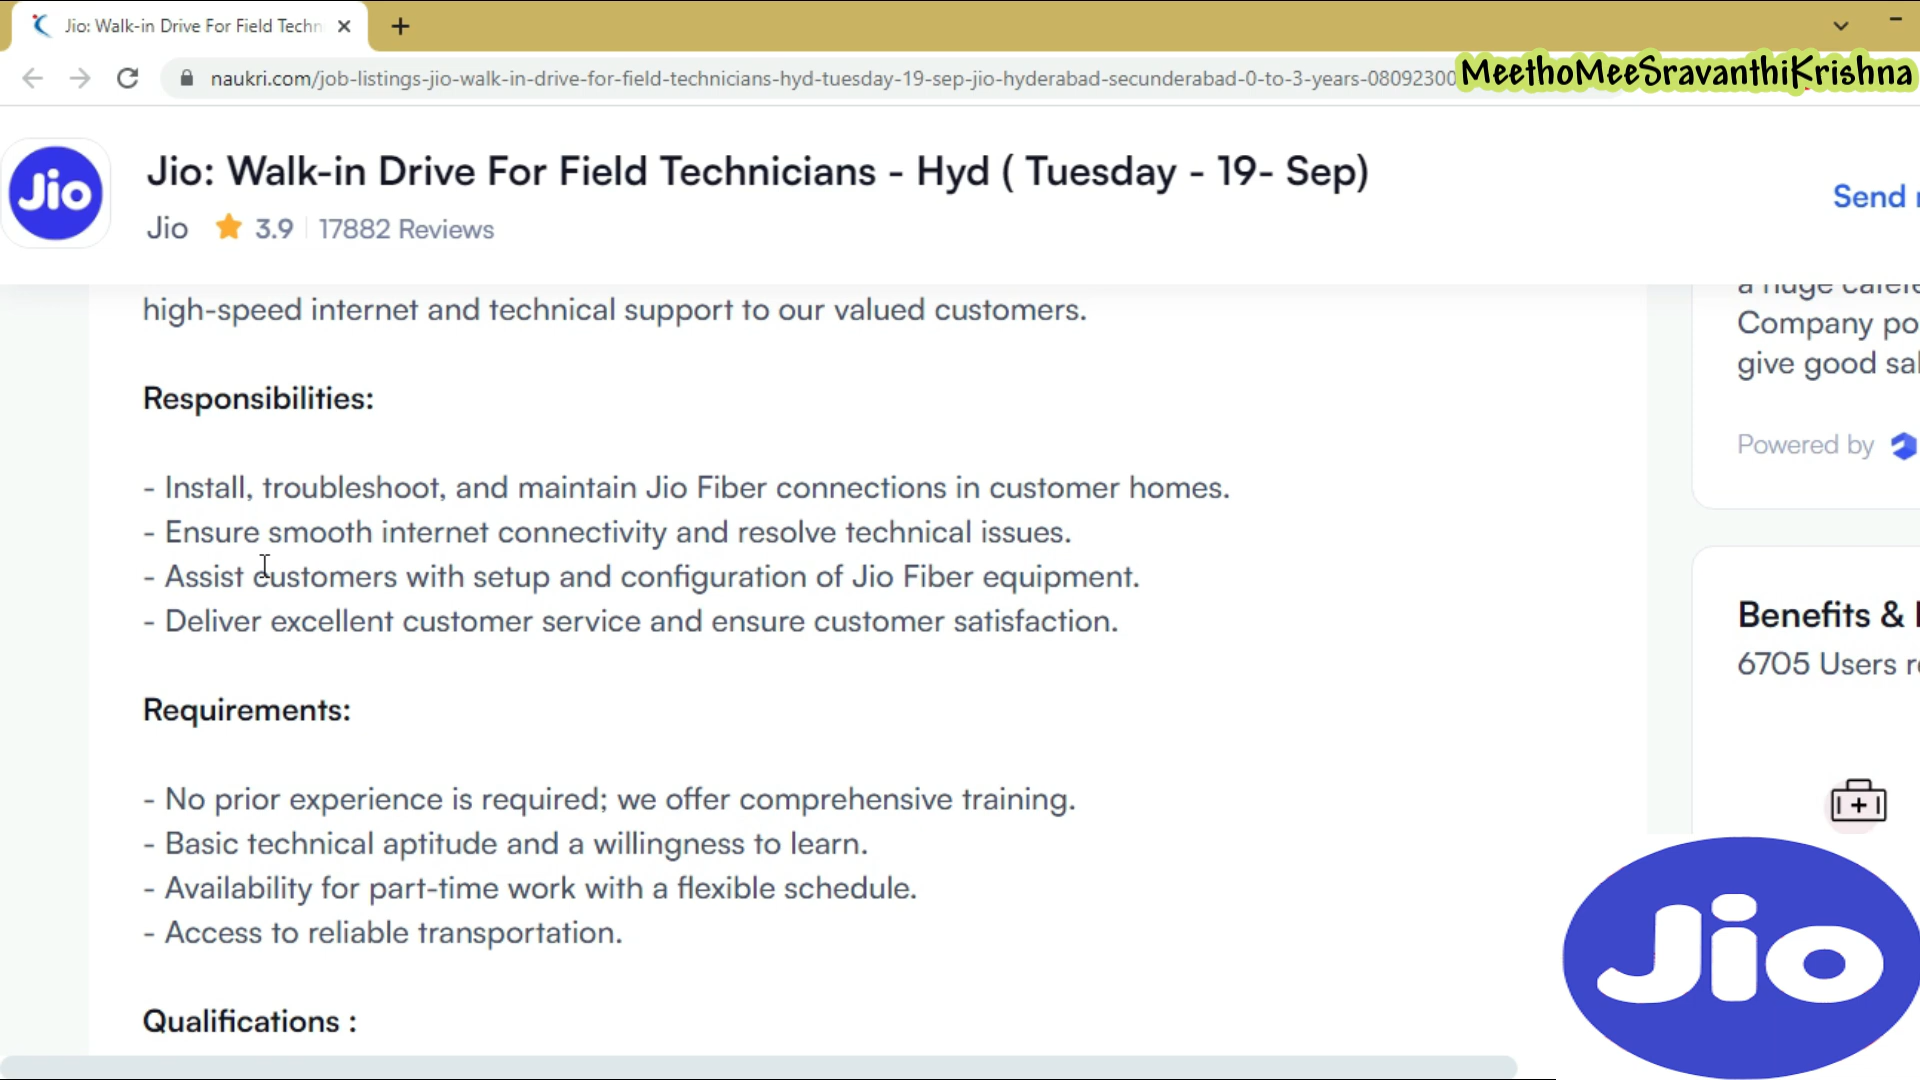 Jio: Walk-in Drive For Field Techn
naukri.com/job-listings-jio-walk-in-drive-for-field-technicians-hyd-tuesday-19-sep-jio-hyderabad-secunderabad-0-to-3-years-08092300
MeethoMeeSravanthiKrishna
Jio
Jio: Walk-in Drive For Field Technicians - Hyd ( Tuesday - 19- Sep)
Send
Jio 3.9 17882 Reviews
high-speed internet and technical support to our valued customers.
Responsibilities:
- Install, troubleshoot, and maintain Jio Fiber connections in customer homes.
- Ensure smooth internet connectivity and resolve technical issues.
- Assist customers with setup and configuration of Jio Fiber equipment.
- Deliver excellent customer service and ensure customer satisfaction.
Requirements:
- No prior experience is required; we offer comprehensive training.
- Basic technical aptitude and a willingness to learn.
- Availability for part-time work with a flexible schedule.
- Access to reliable transportation.
Qualifications :
a huge
Company po
give good sal
Powered by
Benefits &
6705 Users re
Jio